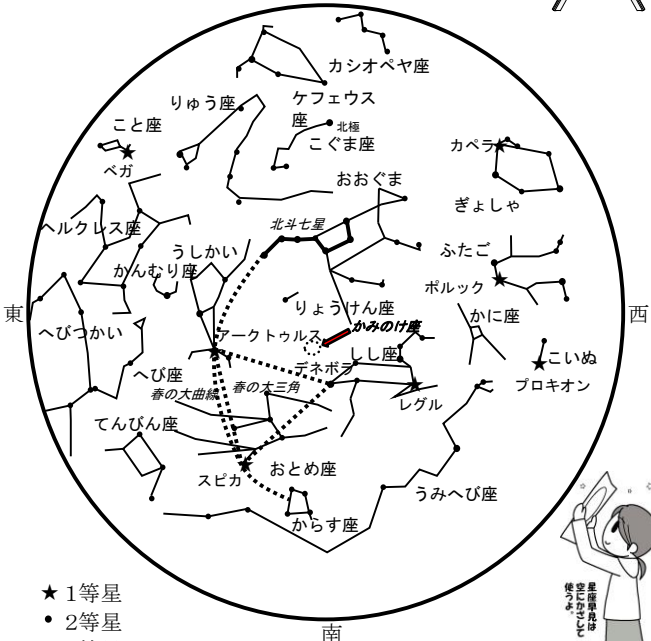 カシオペヤ座
ケフェウス
座
りゅう座
北極
こぐま座
こと座
ベガ
カペラ
おおぐま
ぎょしゃ
北斗七星
ヘルクレス座
うしかい
かんむり座
ふたご
ポルック
りょうけん座
かみのけ座
かに座
東
西
へびつかい
アークトゥルス
しし座
デネボラ
こいぬ
プロキオン
へび座
春の大曲線
春の大三角
レグル
てんびん座
スピカ
おとめ座
うみへび座
からす座
★ 1等星
• 2等星
南
星座早見は
空にかざして
使うよ。